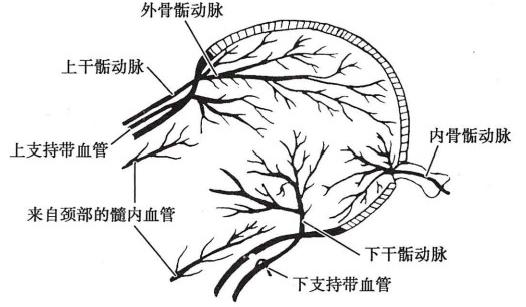 外骨骺动脉
上干骺动脉
上支持带血管
内骨骺动脉
来自颈部的髓内血管
下干骺动脉
下支持带血管